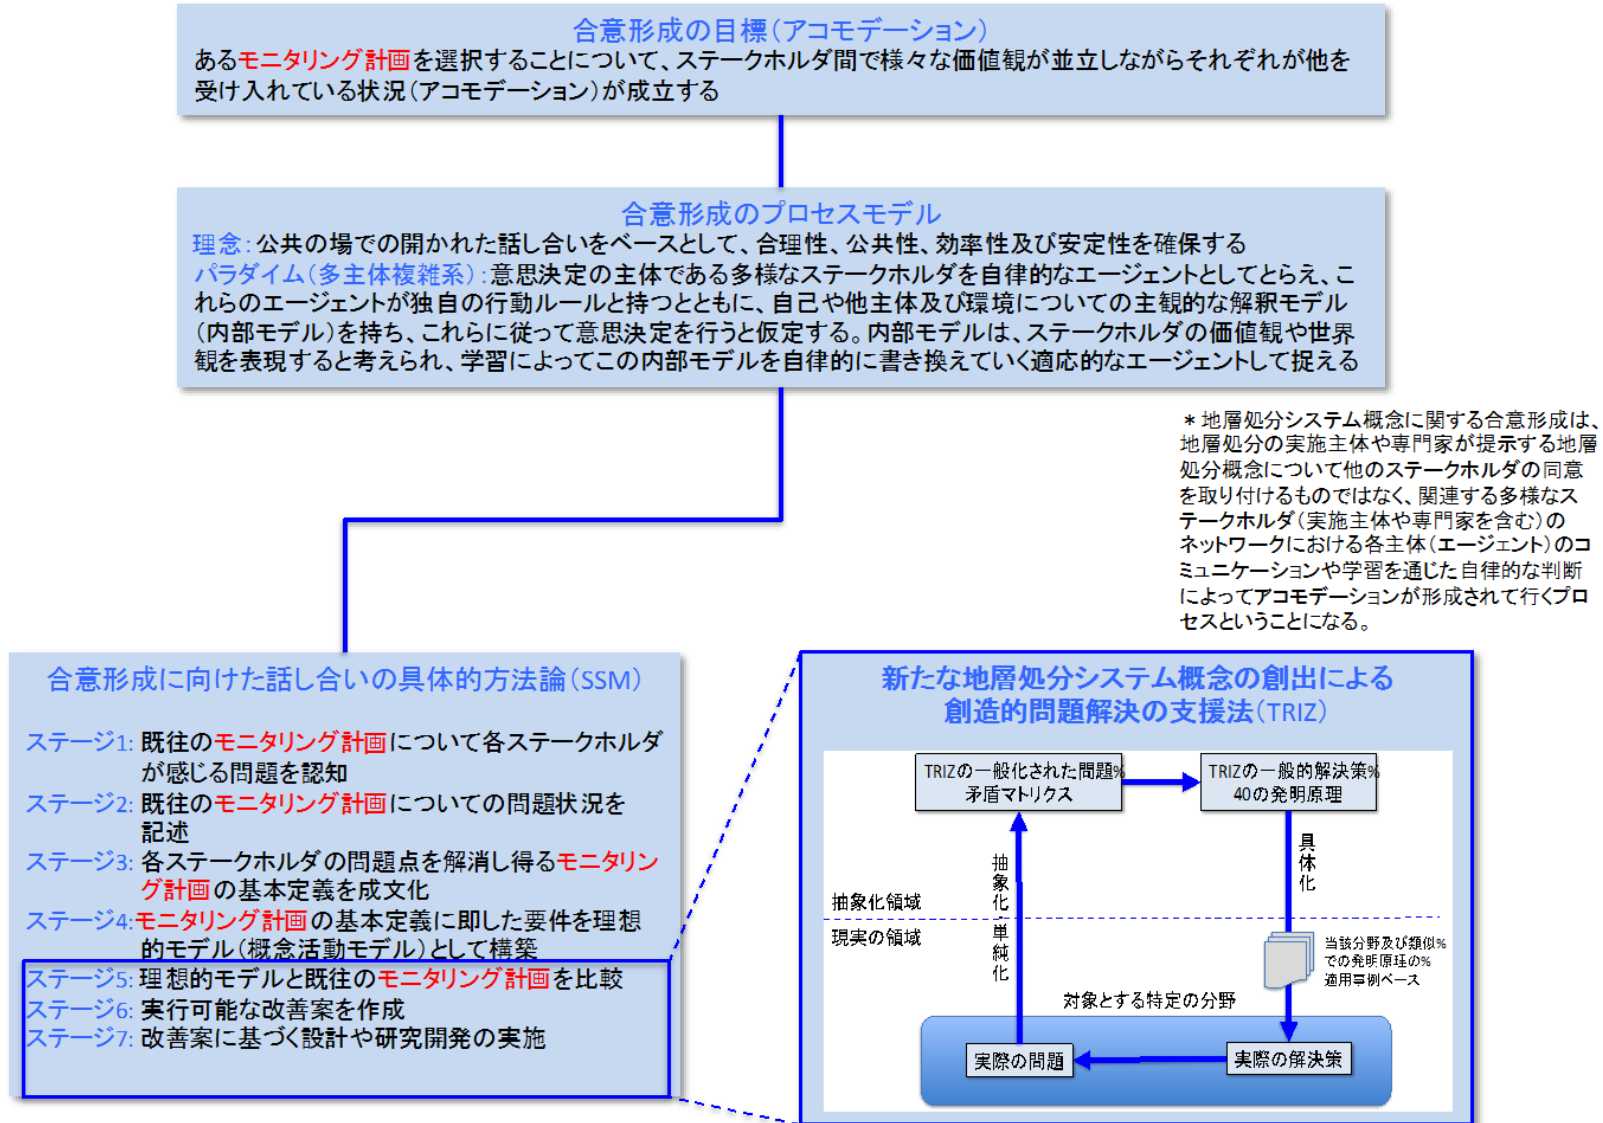 合意形成の目標（アコモデーション）
あるモニタリング計画を選択することについて、ステークホルダ間で様々な価値観が並立しながらそれぞれが他を
受け入れている状況（アコモデーション）が成立する
合意形成のプロセスモデル
理念：公共の場での開かれた話し合いをベースとして、合理性、公共性、効率性及び安定性を確保する
パラダイム（多主体複雑系）：意思決定の主体である多様なステークホルダを自律的なエージェントとしてとらえ、こ
れらのエージェントが独自の行動ルールと持つとともに、自己や他主体及び環境についての主観的な解釈モデル
（内部モデル）を持ち、これらに従って意思決定を行うと仮定する。内部モデルは、ステークホルダの価値観や世界
観を表現すると考えられ、学習によってこの内部モデルを自律的に書き換えていく適応的なエージェントして捉える
＊地層処分システム概念に関する合意形成は、
地層処分の実施主体や専門家が提示する地層
処分概念について他のステークホルダの同意
を取り付けるものではなく、関連する多様なス
テークホルダ（実施主体や専門家を含む）の
ネットワークにおける各主体（エージェント）のコ
ミュニケーションや学習を通じた自律的な判断
によってアコモデーションが形成されて行くプロ
セスということになる。
合意形成に向けた話し合いの具体的方法論（SSM）
ステージ1: 既往のモニタリング計画について各ステークホルダ
が感じる問題を認知
ステージ2: 既往のモニタリング計画についての問題状況を
記述
ステージ3: 各ステークホルダの問題点を解消し得るモニタリン
グ計画の基本定義を成文化
ステージ4: モニタリング計画の基本定義に即した要件を理想
的モデル（概念活動モデル）として構築
ステージ5: 理想的モデルと既往のモニタリング計画を比較
ステージ6: 実行可能な改善案を作成
ステージ7: 改善案に基づく設計や研究開発の実施
新たな地層処分システム概念の創出による
創造的問題解決の支援法（TRIZ）
TRIZの一般化された問題%
矛盾マトリクス
TRIZの一般的解決策%
40の発明原理
抽象化・単純化
具体化
抽象化領域
現実の領域
当該分野及び類似%
での発明原理の%
適用事例ベース
対象とする特定の分野
実際の問題
実際の解決策